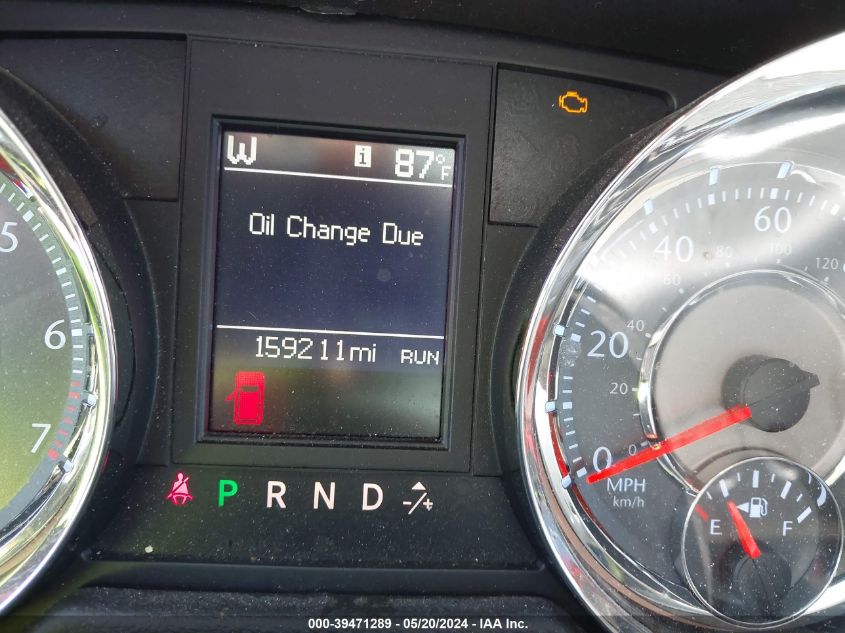 W i 87°F
Oil Change Due
159211mi RUN
P R N D -/+
5
6
7
0 20 40 60
MPH
km/h
0 20 40 60 80 100 120
E F
000-39471289 / 05/20/2024 / IAA Inc.